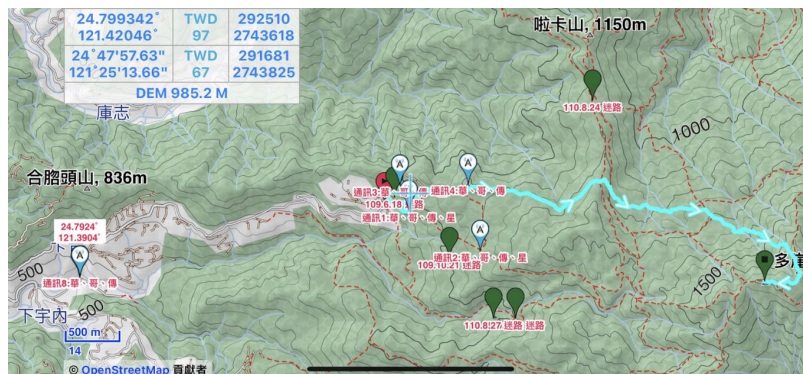 24.799342° TWD 292510
121.42046° 97 2743618
24°47'57.63" TWD 291681
121°25'13.66" 67 2743825
DEM 985.2 M
啦卡山, 1150m
庫志
110.8.24 迷路
1000
合脗頭山, 836m
通訊3:華、哥、傳
通訊4:華、哥、傳
109.6.18 路
通訊1:華、哥、傳、星
24.7924°
121.3904°
下
通訊2:華、哥、傳、星
109.10.21 迷路
多
500
通訊8:華、哥、傳
1500
500
下宇內
110.8.27 迷路 迷路
500 m
14
© OpenStreetMap 貢獻者